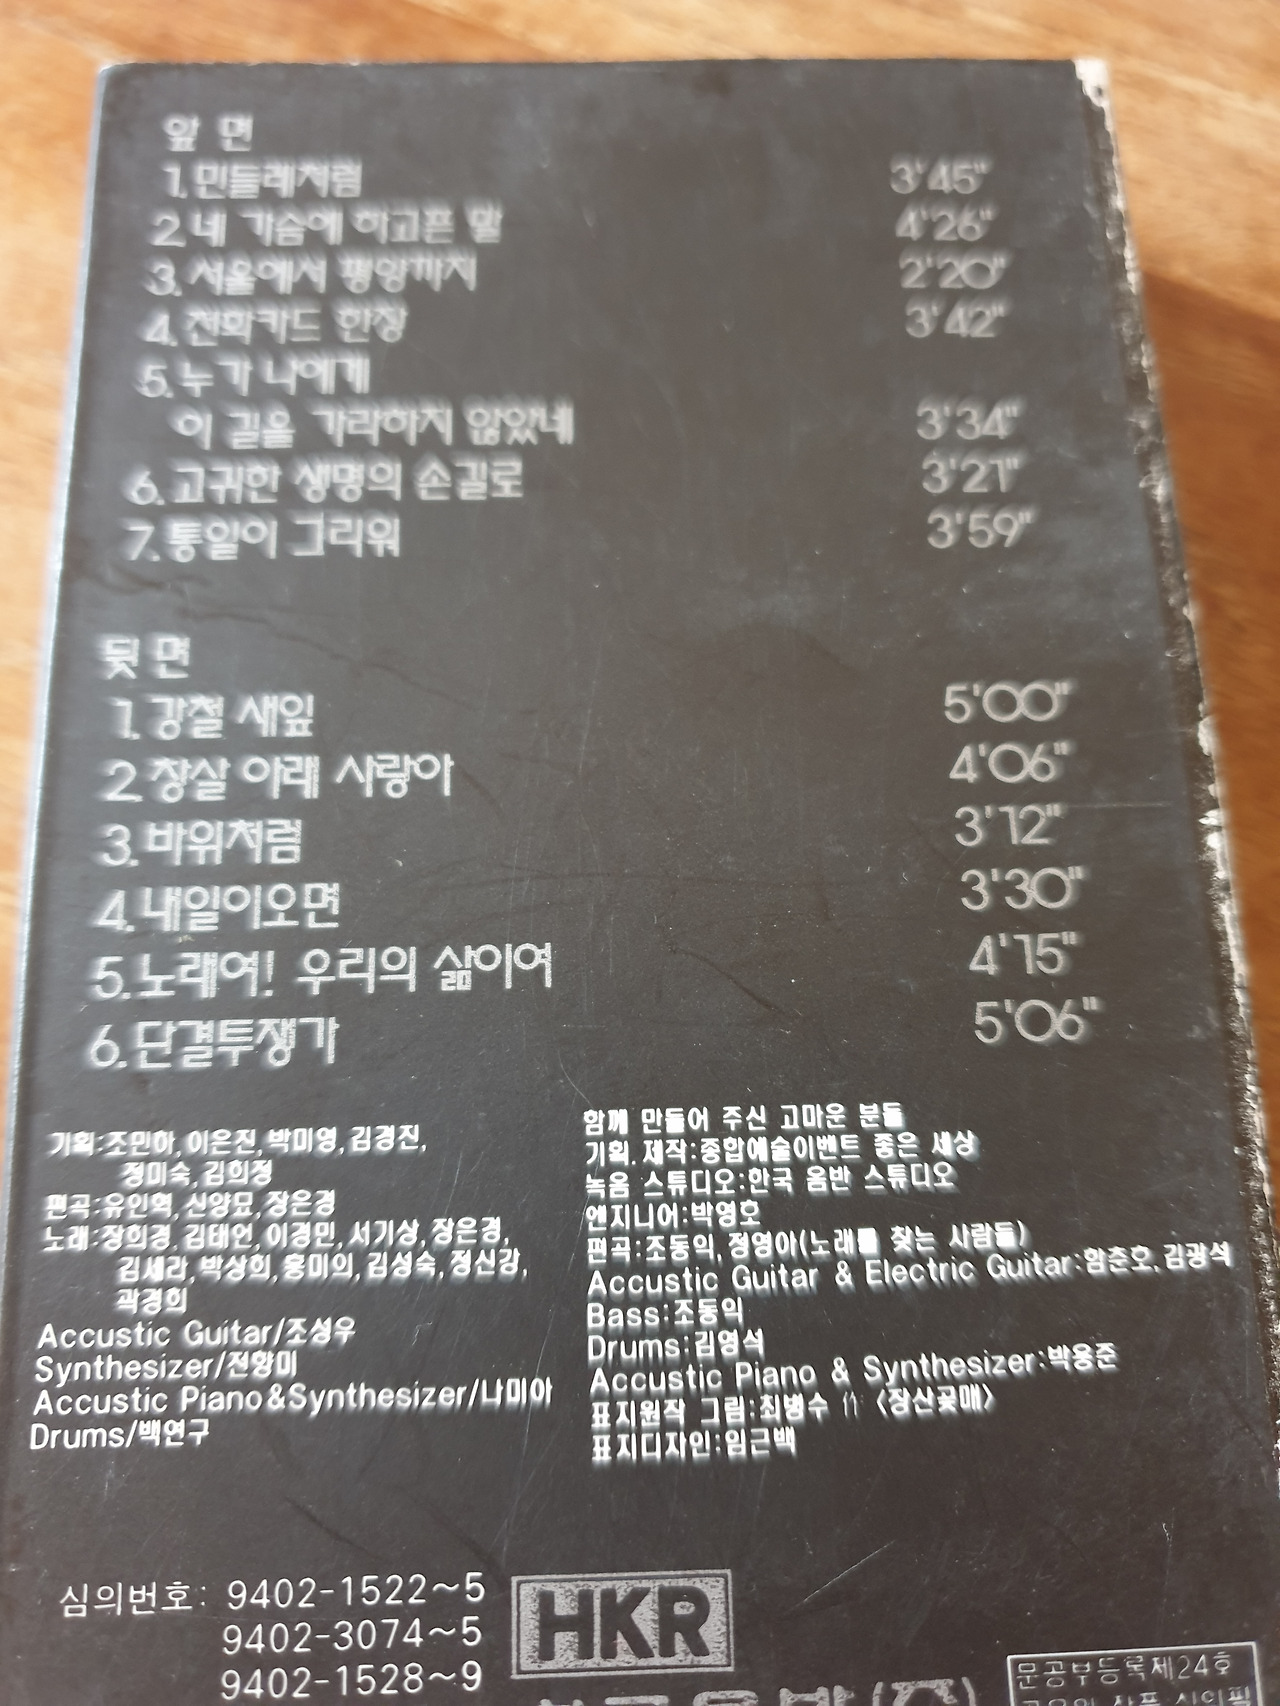 앞 면
1. 민들레처럼 3'45"
2. 네 가슴에 하고픈 말 4'26"
3. 서울에서 평양까지 2'20"
4. 전화카드 한장 3'42"
5. 누가 나에게
이 길을 가라하지 않았네 3'34"
6. 고귀한 생명의 손길로 3'21"
7. 통일이 그리워 3'59"
뒷 면
1. 강철 새잎 5'00"
2. 창살 아래 사랑아 4'06"
3. 바위처럼 3'12"
4. 내일이오면 3'30"
5. 노래여! 우리의 삶이여 4'15"
6. 단결투쟁가 5'06"
기획:조민하, 이은진, 박미영, 김경진,
정미숙, 김희정
편곡:유인혁, 신양묘, 장은경
노래:장희경, 김태언, 이경민, 서기상, 장은경,
김세라, 박상희, 홍미의, 김성숙, 정신강,
곽경희
Accustic Guitar/조성우
Synthesizer/전향미
Accustic Piano&Synthesizer/나미아
Drums/백연구
함께 만들어 주신 고마운 분들
기획. 제작:종합예술이벤트 좋은 세상
녹음 스튜디오:한국 음반 스튜디오
엔지니어:박영호
편곡:조동익, 정영아(노래를 찾는 사람들)
Accustic Guitar & Electric Guitar:함춘호, 김광석
Bass:조동익
Drums:김영석
Accustic Piano & Synthesizer:박용준
표지원작 그림:최병수 〈장산곶매〉
표지디자인:임근백
심의번호: 9402-1522~5
9402-3074~5
9402-1528~9
HKR
문공부등록제24호